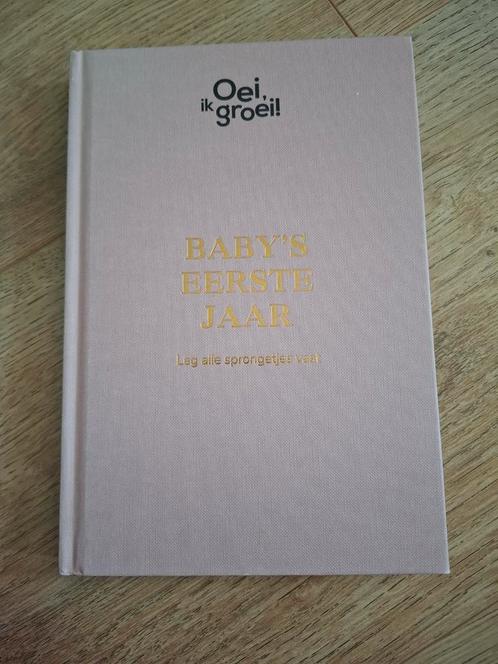 Oei,
ik groei!
BABY'S
EERSTE
JAAR
Leg alle sprongetjes vast